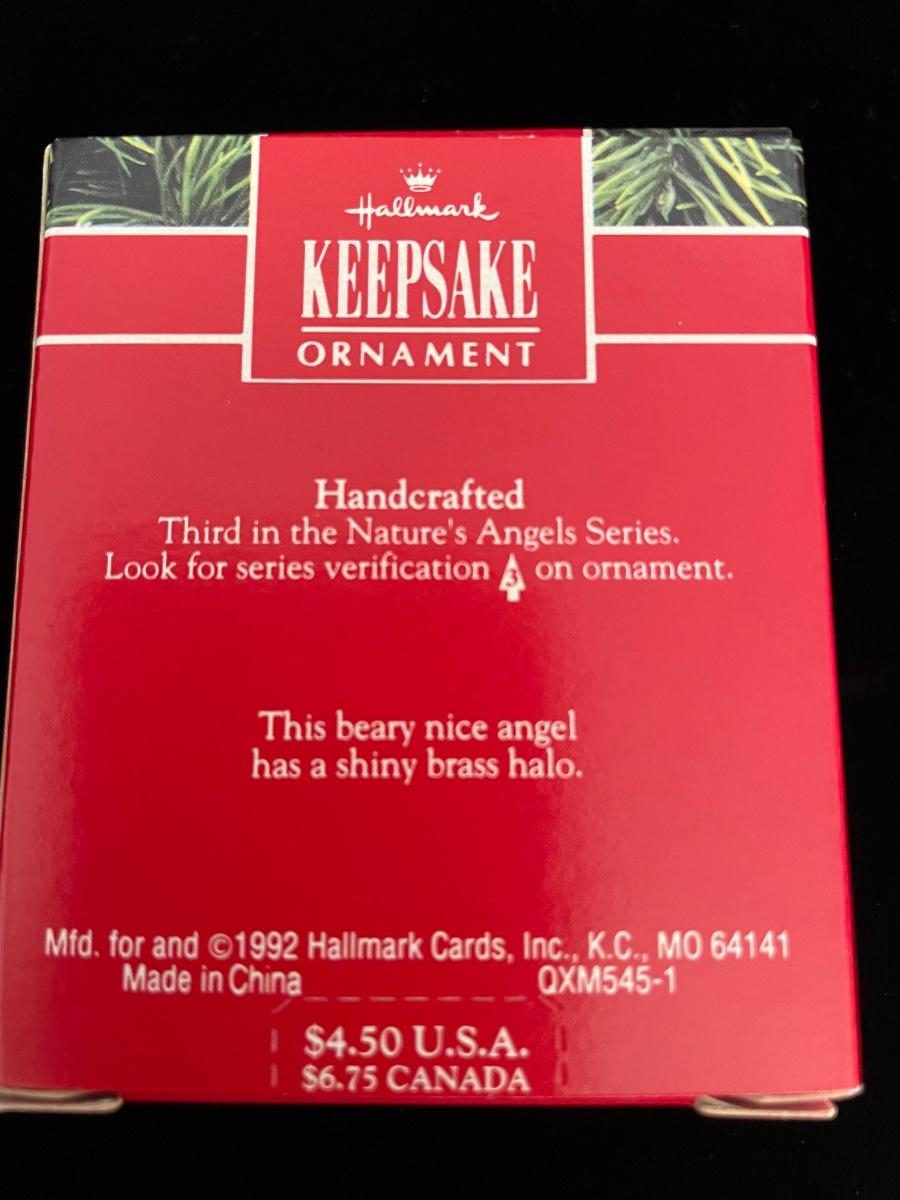 Hallmark
KEEPSAKE
ORNAMENT
Handcrafted
Third in the Nature's Angels Series.
Look for series verification 3 on ornament.
This beary nice angel
has a shiny brass halo.
Mfd. for and ©1992 Hallmark Cards, Inc., K.C., MO 64141
Made in China QXM545-1
$4.50 U.S.A.
$6.75 CANADA